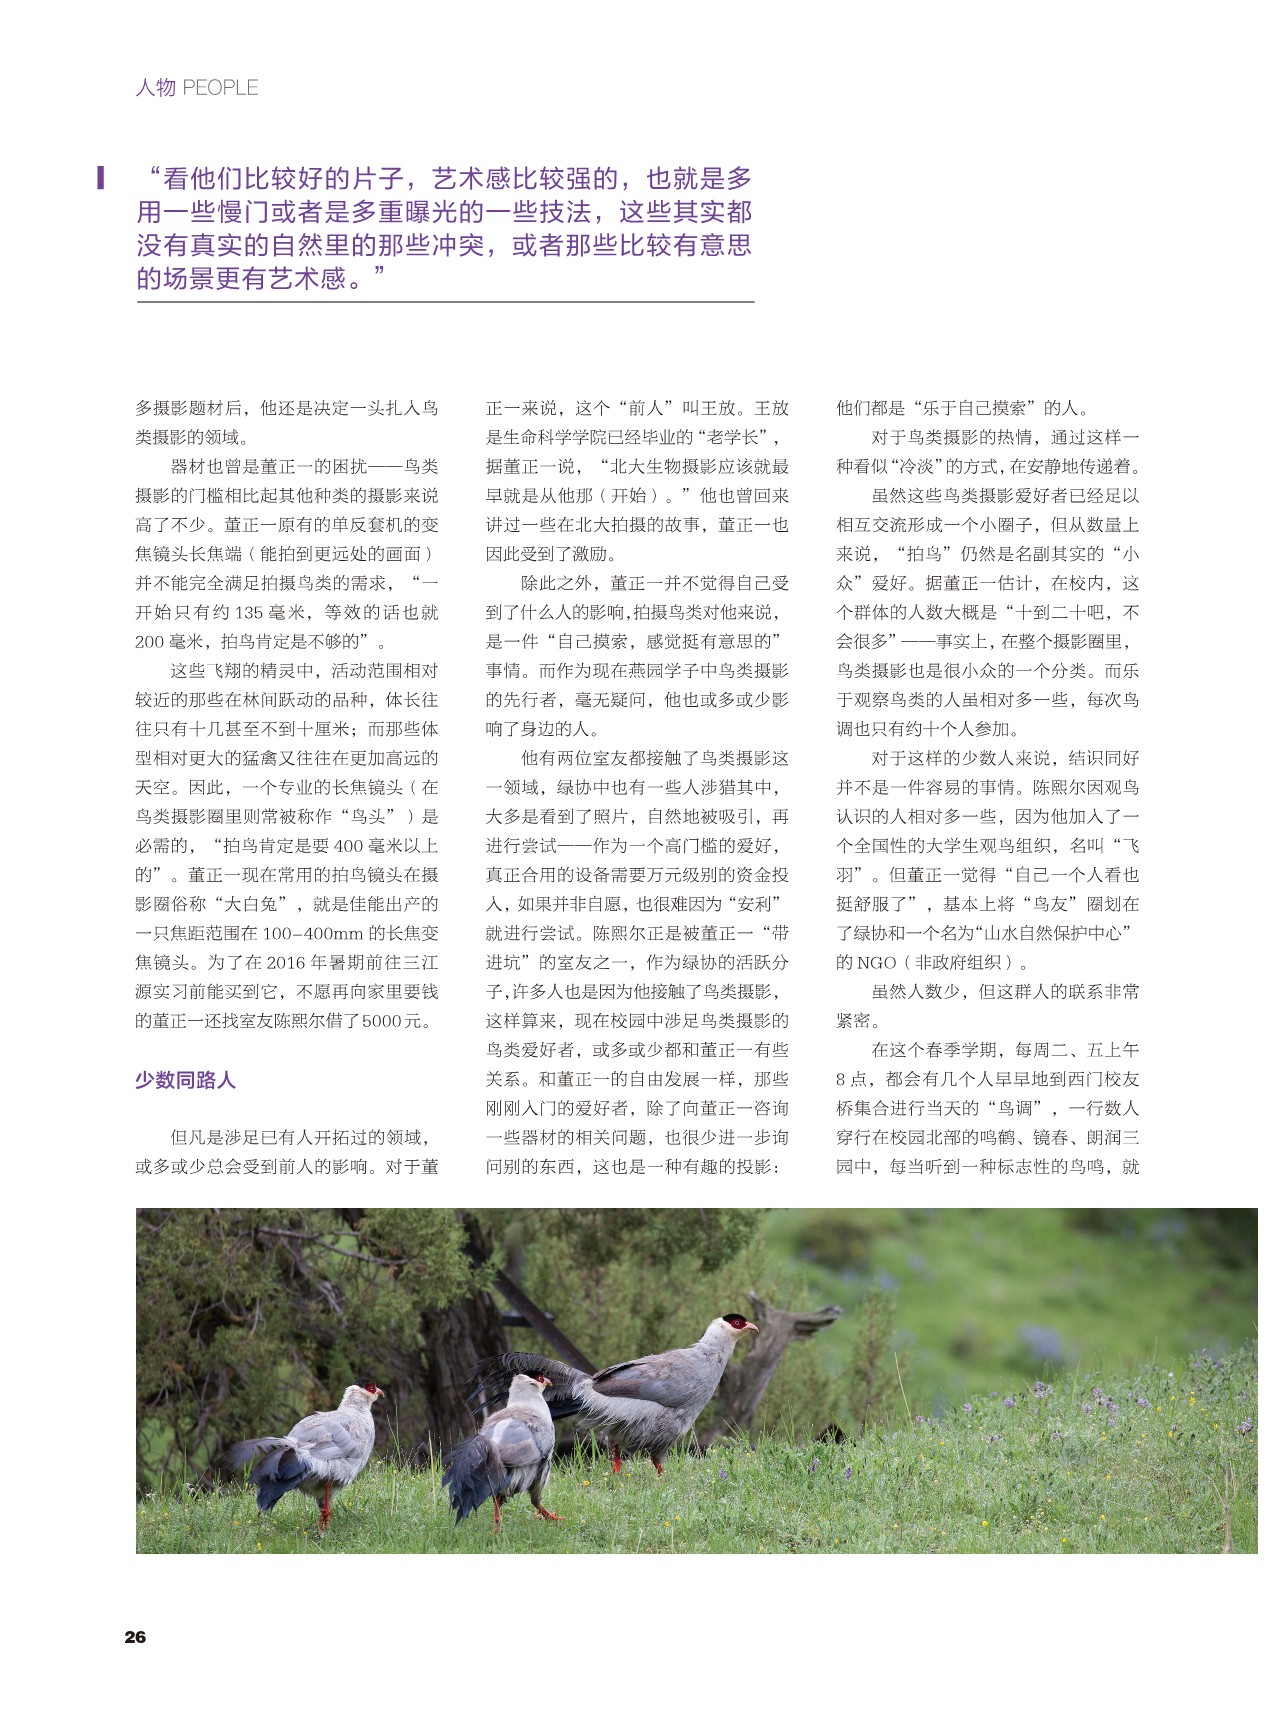 人物 PEOPLE
“看他们比较好的片子，艺术感比较强的，也就是多
用一些慢门或者是多重曝光的一些技法，这些其实都
没有真实的自然里的那些冲突，或者那些比较有意思
的场景更有艺术感。”
多摄影题材后，他还是决定一头扎入鸟
类摄影的领域。
器材也曾是董正一的困扰——鸟类
摄影的门槛相比起其他种类的摄影来说
高了不少。董正一原有的单反套机的变
焦镜头长焦端（能拍到更远处的画面）
并不能完全满足拍摄鸟类的需求，“一
开始只有约 135 毫米，等效的话也就
200 毫米，拍鸟肯定是不够的”。
这些飞翔的精灵中，活动范围相对
较近的那些在林间跃动的品种，体长往
往只有十几甚至不到十厘米；而那些体
型相对更大的猛禽又往往在更加高远的
天空。因此，一个专业的长焦镜头（在
鸟类摄影圈里则常被称作“鸟头”）是
必需的，“拍鸟肯定是要 400 毫米以上
的”。董正一现在常用的拍鸟镜头在摄
影圈俗称“大白兔”，就是佳能出产的
一只焦距范围在 100–400mm 的长焦变
焦镜头。为了在 2016 年暑期前往三江
源实习前能买到它，不愿再向家里要钱
的董正一还找室友陈熙尔借了5000元。
少数同路人
但凡是涉足已有人开拓过的领域，
或多或少总会受到前人的影响。对于董
正一来说，这个“前人”叫王放。王放
是生命科学学院已经毕业的“老学长”，
据董正一说，“北大生物摄影应该就最
早就是从他那（开始）。”他也曾回来
讲过一些在北大拍摄的故事，董正一也
因此受到了激励。
除此之外，董正一并不觉得自己受
到了什么人的影响，拍摄鸟类对他来说，
是一件“自己摸索，感觉挺有意思的”
事情。而作为现在燕园学子中鸟类摄影
的先行者，毫无疑问，他也或多或少影
响了身边的人。
他有两位室友都接触了鸟类摄影这
一领域，绿协中也有一些人涉猎其中，
大多是看到了照片，自然地被吸引，再
进行尝试——作为一个高门槛的爱好，
真正合用的设备需要万元级别的资金投
入，如果并非自愿，也很难因为“安利”
就进行尝试。陈熙尔正是被董正一“带
进坑”的室友之一，作为绿协的活跃分
子，许多人也是因为他接触了鸟类摄影，
这样算来，现在校园中涉足鸟类摄影的
鸟类爱好者，或多或少都和董正一有些
关系。和董正一的自由发展一样，那些
刚刚入门的爱好者，除了向董正一咨询
一些器材的相关问题，也很少进一步询
问别的东西，这也是一种有趣的投影：
他们都是“乐于自己摸索”的人。
对于鸟类摄影的热情，通过这样一
种看似“冷淡”的方式，在安静地传递着。
虽然这些鸟类摄影爱好者已经足以
相互交流形成一个小圈子，但从数量上
来说，“拍鸟”仍然是名副其实的“小
众”爱好。据董正一估计，在校内，这
个群体的人数大概是“十到二十吧，不
会很多”——事实上，在整个摄影圈里，
鸟类摄影也是很小众的一个分类。而乐
于观察鸟类的人虽相对多一些，每次鸟
调也只有约十个人参加。
对于这样的少数人来说，结识同好
并不是一件容易的事情。陈熙尔因观鸟
认识的人相对多一些，因为他加入了一
个全国性的大学生观鸟组织，名叫“飞
羽”。但董正一觉得“自己一个人看也
挺舒服了”，基本上将“鸟友”圈划在
了绿协和一个名为“山水自然保护中心”
的 NGO（非政府组织）。
虽然人数少，但这群人的联系非常
紧密。
在这个春季学期，每周二、五上午
8 点，都会有几个人早早地到西门校友
桥集合进行当天的“鸟调”，一行数人
穿行在校园北部的鸣鹤、镜春、朗润三
园中，每当听到一种标志性的鸟鸣，就
26